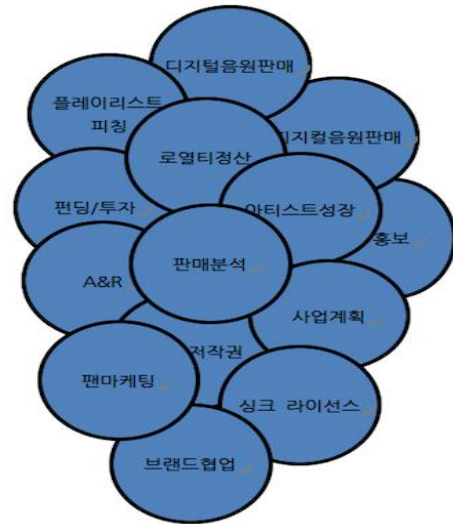 디지털음원판매
플레이리스트
피칭
지컬음원판매
로열티정산
펀딩/투자
아티스트성장
홍보
판매분석
A&R
사업계획
저작권
팬마케팅
싱크 라이선스
브랜드협업